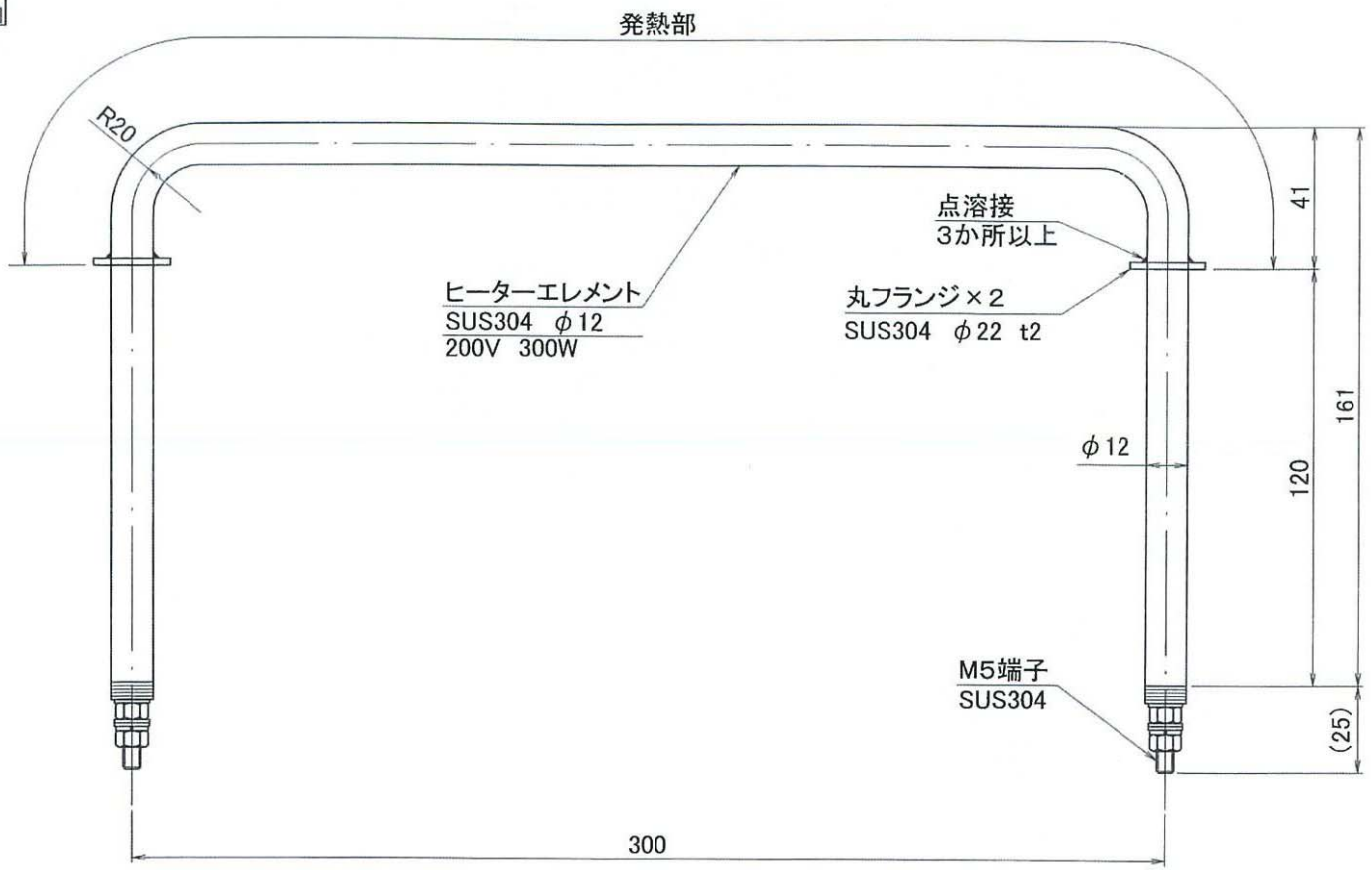 発熱部
R20
点溶接
3か所以上
41
ヒーターエレメント
SUS304 φ12
200V 300W
丸フランジ×2
SUS304 φ22 t2
161
φ12
120
M5端子
SUS304
(25)
300